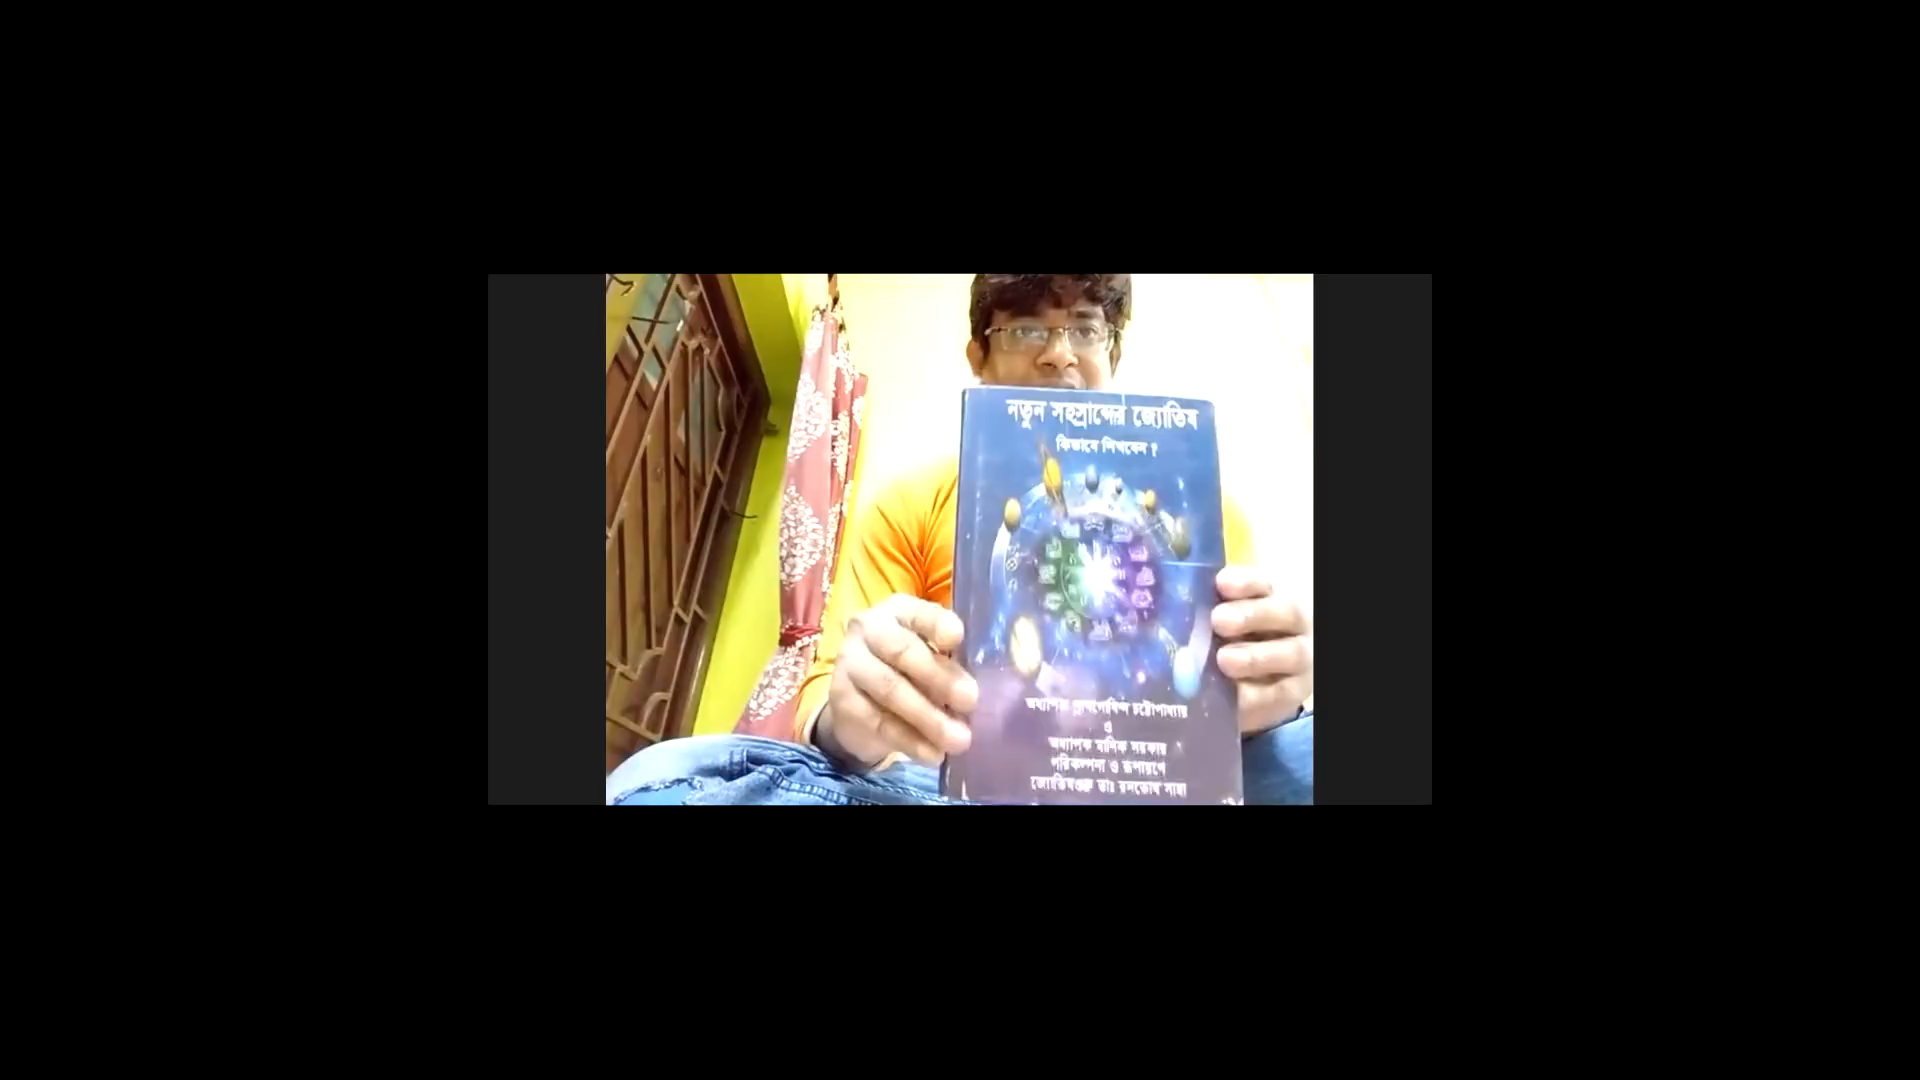 নতুন সহস্রাব্দের জ্যোতিষ
কিভাবে শিখবেন ?
অধ্যাপক চট্টোপাধ্যায়
ও
অধ্যাপক মানিক সরকার
পরিকল্পনা ও রূপায়ণে
জ্যোতিষগুরু ডাঃ